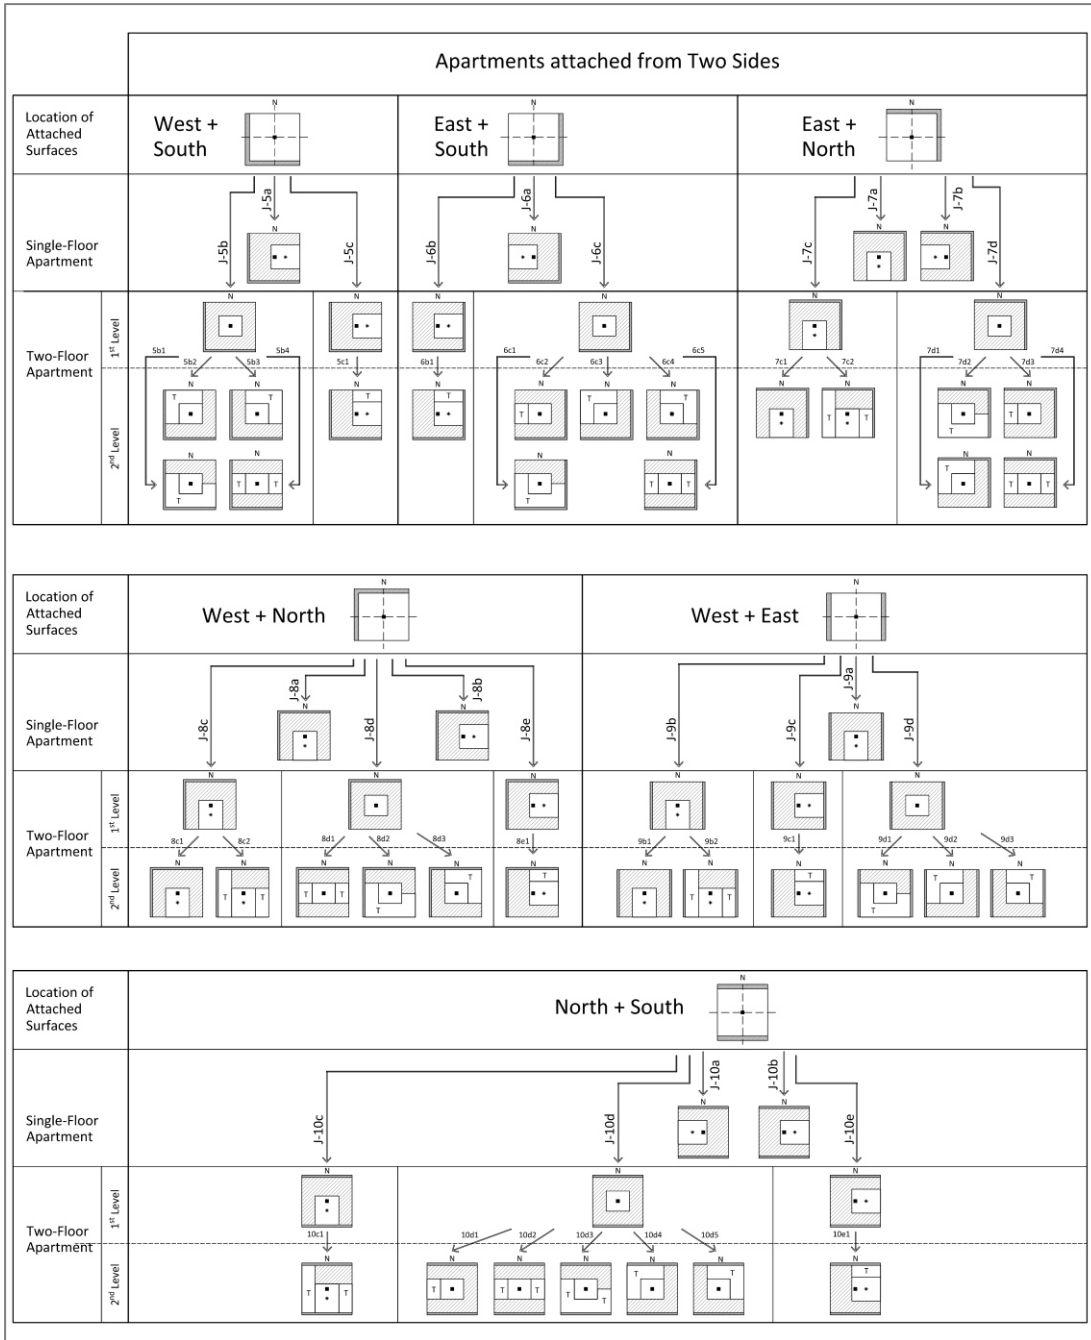 Apartments attached from Two Sides
Location of
Attached
Surfaces
West +
South
N
East +
South
N
East +
North
N
Single-Floor
Apartment
J-5b
J-5a
N
J-5c
J-6b
J-6a
N
J-6c
J-7c
J-7a
N
J-7b
N
J-7d
Two-Floor
Apartment
1st Level
N
N
N
N
N
N
5b1
5b2
5b3
5b4
5c1
6b1
6c1
6c2
6c3
6c4
6c5
7c1
7c2
7d1
7d2
7d3
7d4
2nd Level
N
N
T
T
N
N
T
N
T
N
T
N
T
N
T
N
N
T T
N
T
N
T
N
T
N
T T
N
T
N
T T
N
T
N
T T
Location of
Attached
Surfaces
West + North
N
West + East
N
Single-Floor
Apartment
J-8c
J-8a
N
J-8d
J-8b
N
J-8e
J-9b
J-9c
J-9a
N
J-9d
Two-Floor
Apartment
1st Level
N
N
N
N
N
N
8c1
8c2
8d1
8d2
8d3
8e1
9b1
9b2
9c1
9d1
9d2
9d3
2nd Level
N
N
T T
N
T T
N
T
N
T
N
T
N
N
T T
N
T
N
T
N
T
N
T
Location of
Attached
Surfaces
North + South
N
Single-Floor
Apartment
J-10c
J-10d
J-10a
N
J-10b
N
J-10e
Two-Floor
Apartment
1st Level
N
N
N
10c1
10d1
10d2
10d3
10d4
10d5
10e1
2nd Level
N
T T
N
T
N
T T
N
T
N
T
N
T
N
T